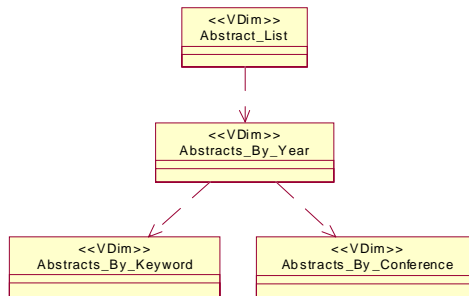 <<VDim>>
Abstract_List
<<VDim>>
Abstracts_By_Year
<<VDim>>
Abstracts_By_Keyword
<<VDim>>
Abstracts_By_Conference